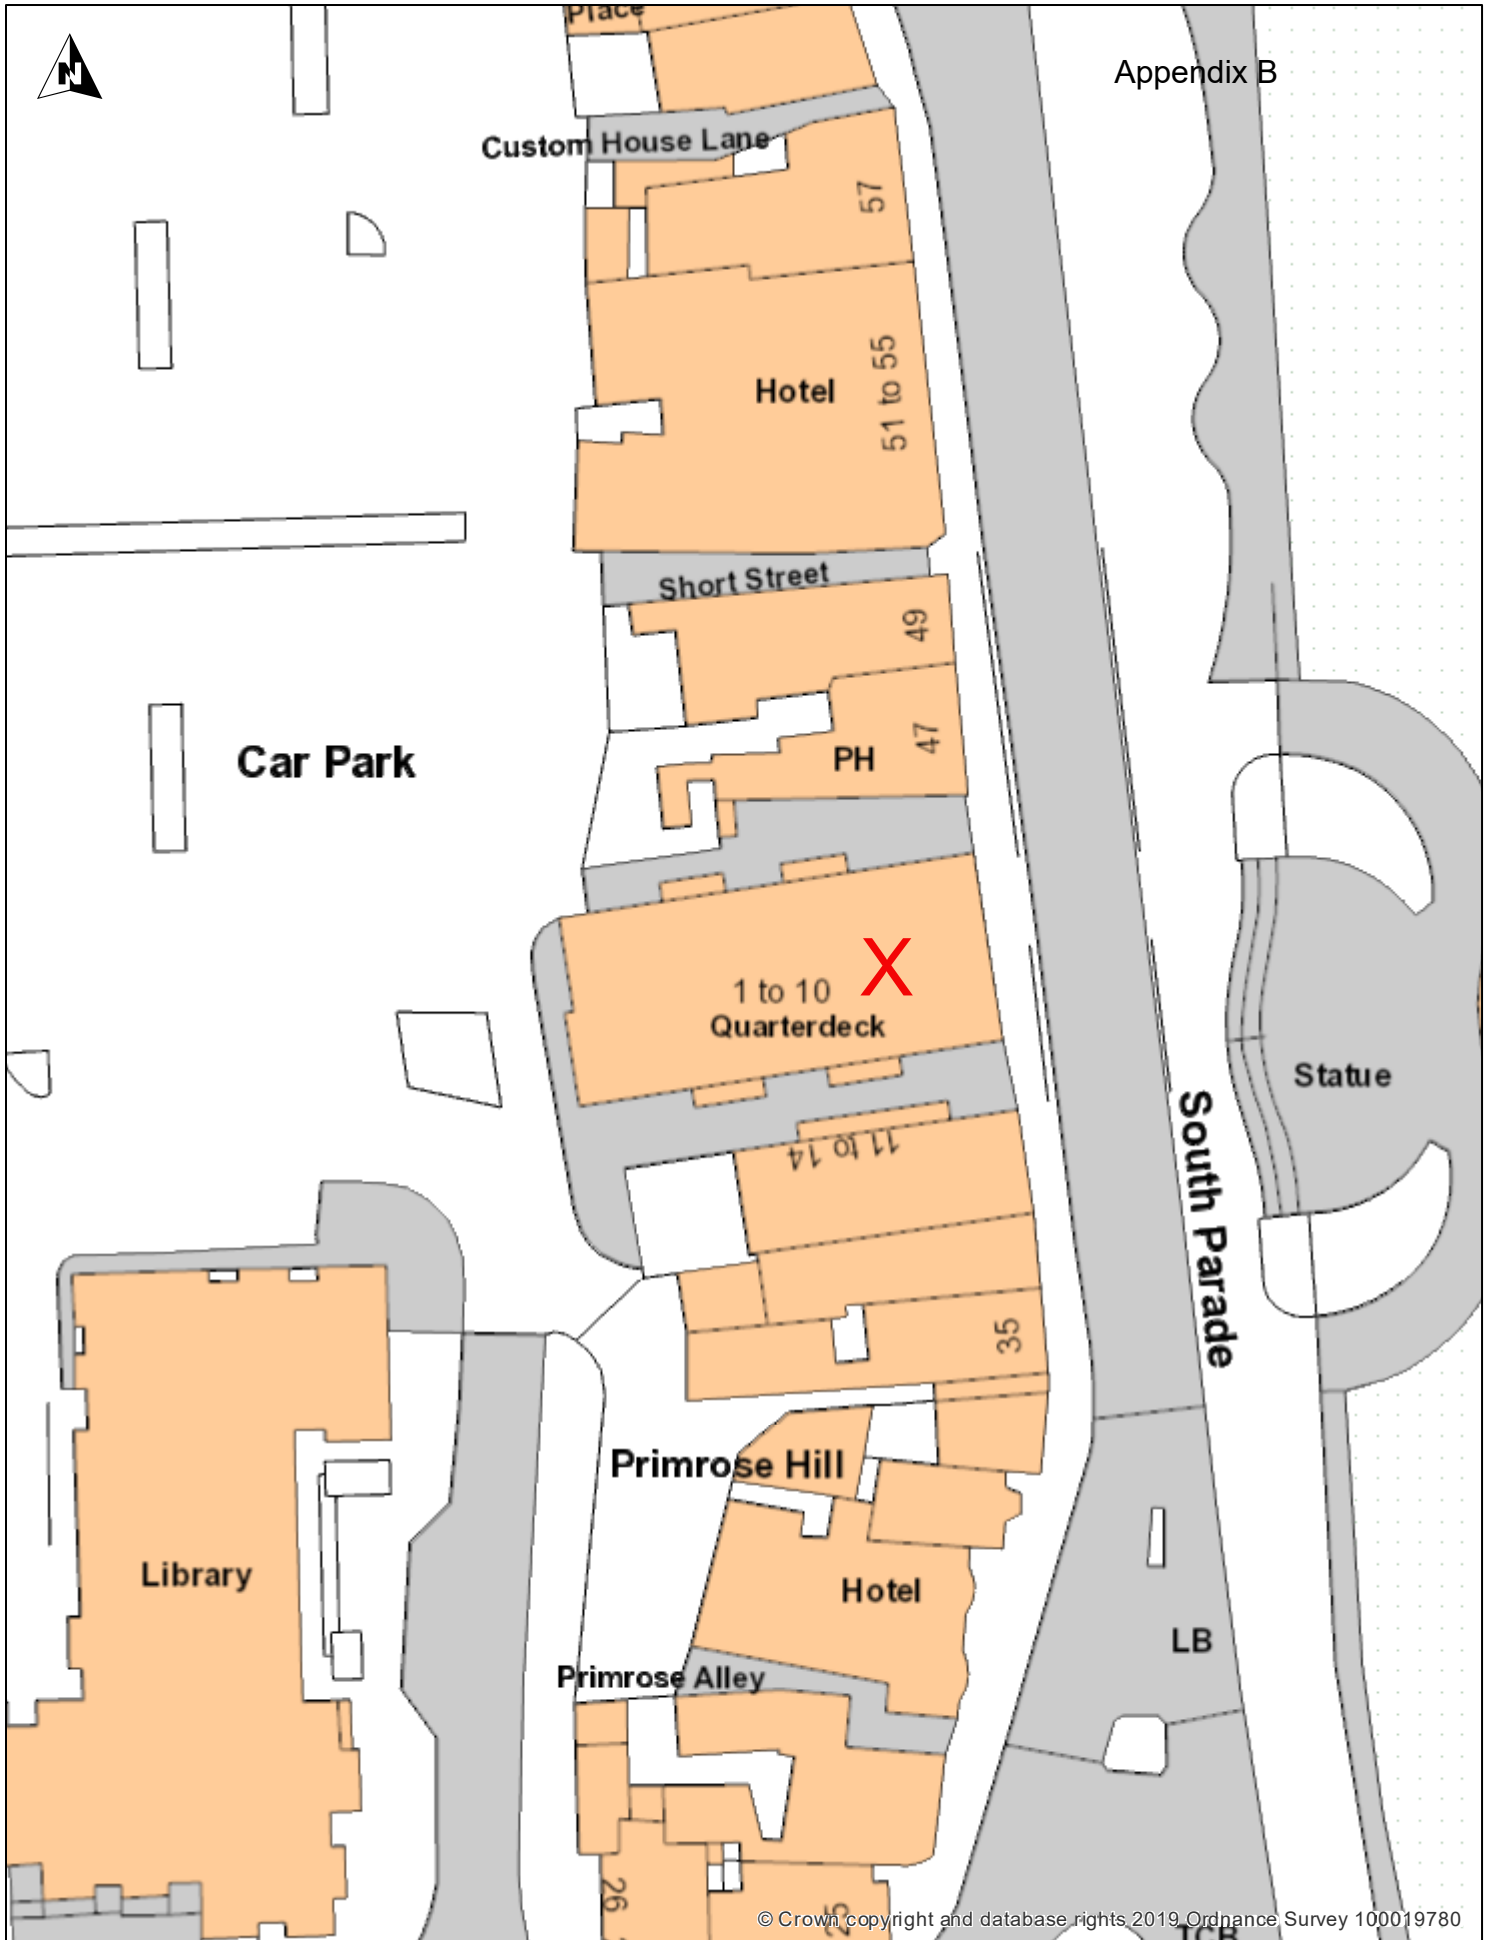 Place
N
Appendix B
Custom House Lane
57
Hotel
51 to 55
Short Street
49
47
PH
Car Park
X
1 to 10
Quarterdeck
Statue
11 to 14
South Parade
35
Primrose Hill
Library
Hotel
LB
Primrose Alley
26
25
© Crown copyright and database rights 2019 Ordnance Survey 100019780
TCB